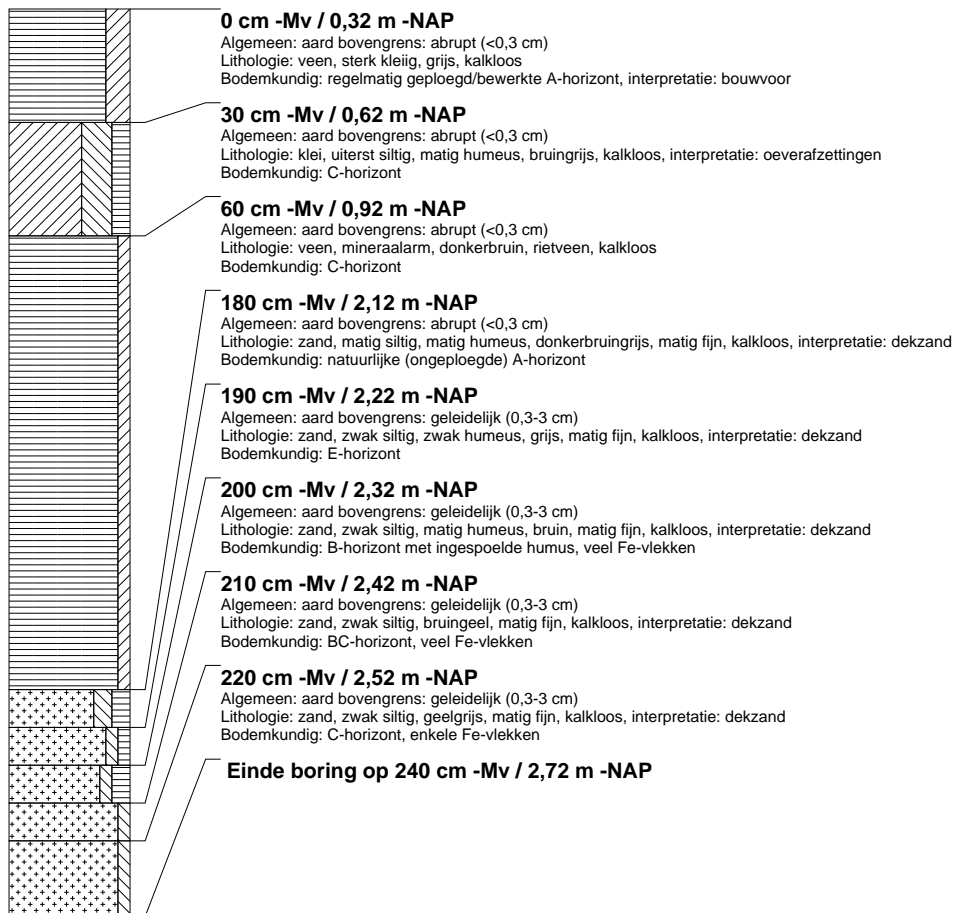 0 cm -Mv / 0,32 m -NAP
Algemeen: aard bovengrens: abrupt (<0,3 cm)
Lithologie: veen, sterk kleiig, grijs, kalkloos
Bodemkundig: regelmatig geploegd/bewerkte A-horizont, interpretatie: bouwvoor
30 cm -Mv / 0,62 m -NAP
Algemeen: aard bovengrens: abrupt (<0,3 cm)
Lithologie: klei, uiterst siltig, matig humeus, bruingrijs, kalkloos, interpretatie: oeverafzettingen
Bodemkundig: C-horizont
60 cm -Mv / 0,92 m -NAP
Algemeen: aard bovengrens: abrupt (<0,3 cm)
Lithologie: veen, mineraalarm, donkerbruin, rietveen, kalkloos
Bodemkundig: C-horizont
180 cm -Mv / 2,12 m -NAP
Algemeen: aard bovengrens: abrupt (<0,3 cm)
Lithologie: zand, matig siltig, matig humeus, donkerbruingrijs, matig fijn, kalkloos, interpretatie: dekzand
Bodemkundig: natuurlijke (ongeploegde) A-horizont
190 cm -Mv / 2,22 m -NAP
Algemeen: aard bovengrens: geleidelijk (0,3-3 cm)
Lithologie: zand, zwak siltig, zwak humeus, grijs, matig fijn, kalkloos, interpretatie: dekzand
Bodemkundig: E-horizont
200 cm -Mv / 2,32 m -NAP
Algemeen: aard bovengrens: geleidelijk (0,3-3 cm)
Lithologie: zand, zwak siltig, matig humeus, bruin, matig fijn, kalkloos, interpretatie: dekzand
Bodemkundig: B-horizont met ingespoelde humus, veel Fe-vlekken
210 cm -Mv / 2,42 m -NAP
Algemeen: aard bovengrens: geleidelijk (0,3-3 cm)
Lithologie: zand, zwak siltig, bruingeel, matig fijn, kalkloos, interpretatie: dekzand
Bodemkundig: BC-horizont, veel Fe-vlekken
220 cm -Mv / 2,52 m -NAP
Algemeen: aard bovengrens: geleidelijk (0,3-3 cm)
Lithologie: zand, zwak siltig, geelgrijs, matig fijn, kalkloos, interpretatie: dekzand
Bodemkundig: C-horizont, enkele Fe-vlekken
Einde boring op 240 cm -Mv / 2,72 m -NAP